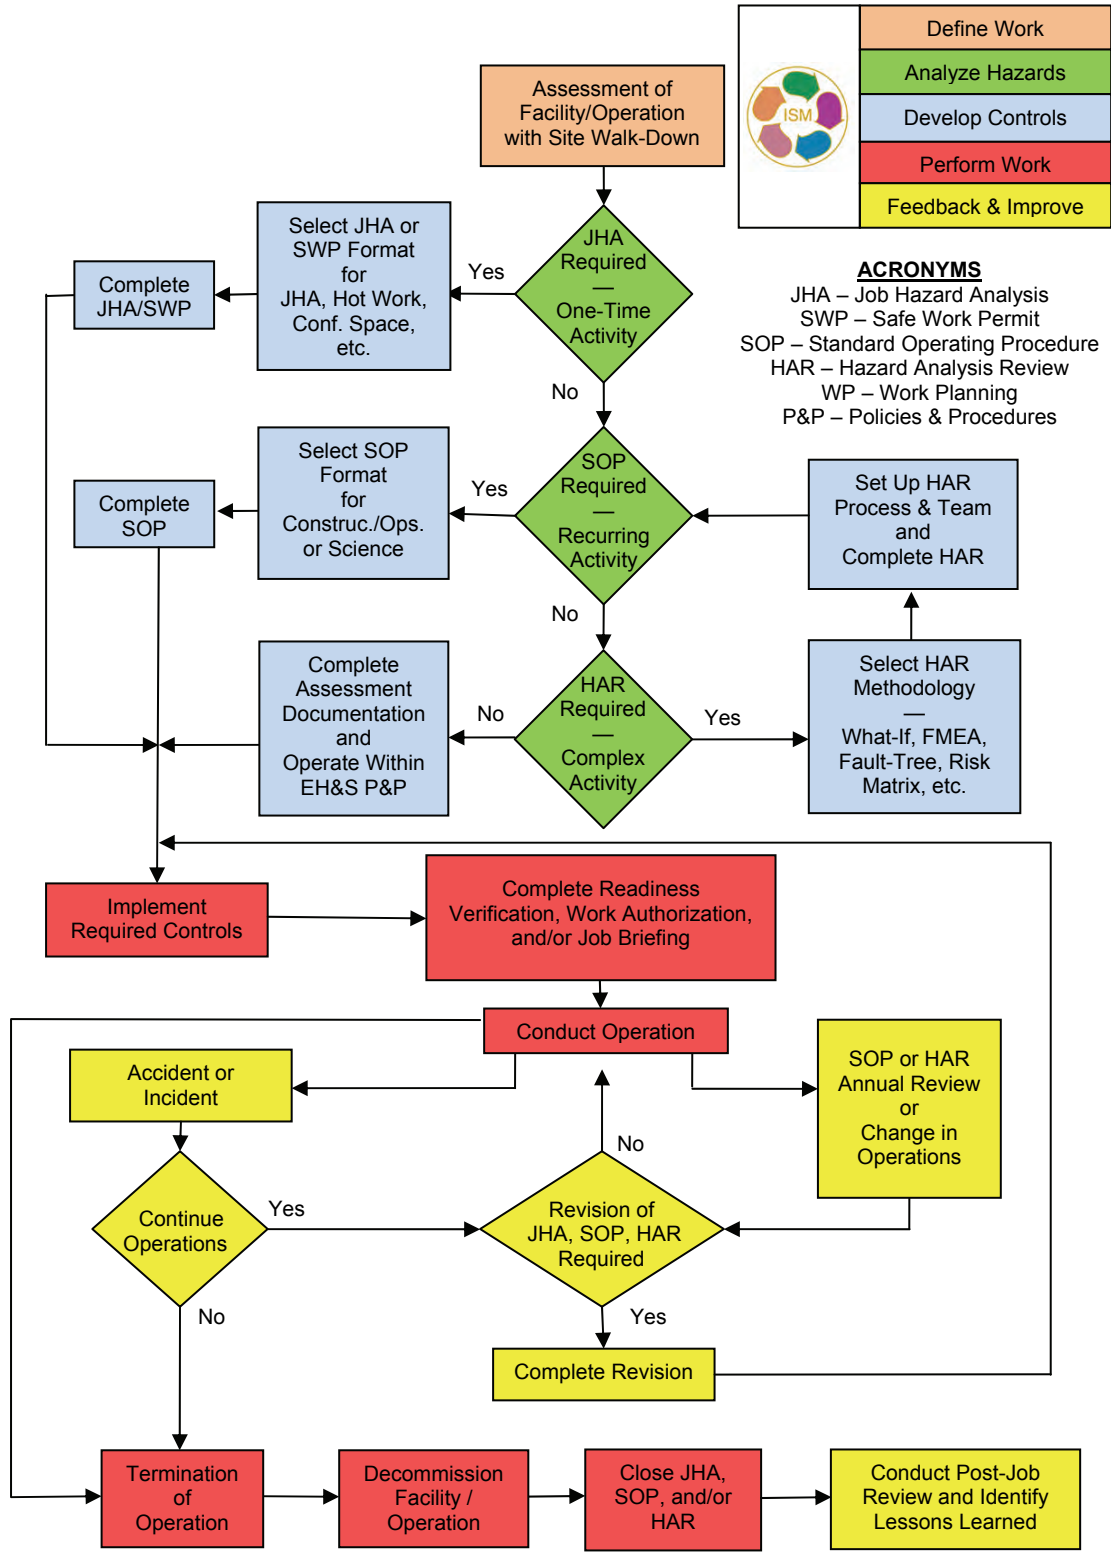 Define Work
Analyze Hazards
Develop Controls
Perform Work
Feedback & Improve
ISM
Assessment of
Facility/Operation
with Site Walk-Down
ACRONYMS
JHA – Job Hazard Analysis
SWP – Safe Work Permit
SOP – Standard Operating Procedure
HAR – Hazard Analysis Review
WP – Work Planning
P&P – Policies & Procedures
JHA
Required
—
One-Time
Activity
Yes
Select JHA or
SWP Format
for
JHA, Hot Work,
Conf. Space,
etc.
Complete
JHA/SWP
No
SOP
Required
—
Recurring
Activity
Yes
Select SOP
Format
for
Construc./Ops.
or Science
Complete
SOP
Set Up HAR
Process & Team
and
Complete HAR
No
HAR
Required
—
Complex
Activity
No
Complete
Assessment
Documentation
and
Operate Within
EH&S P&P
Yes
Select HAR
Methodology
—
What-If, FMEA,
Fault-Tree, Risk
Matrix, etc.
Implement
Required Controls
Complete Readiness
Verification, Work Authorization,
and/or Job Briefing
Conduct Operation
Accident or
Incident
SOP or HAR
Annual Review
or
Change in
Operations
No
Continue
Operations
Yes
Revision of
JHA, SOP, HAR
Required
No
Yes
Complete Revision
Termination
of
Operation
Decommission
Facility /
Operation
Close JHA,
SOP, and/or
HAR
Conduct Post-Job
Review and Identify
Lessons Learned